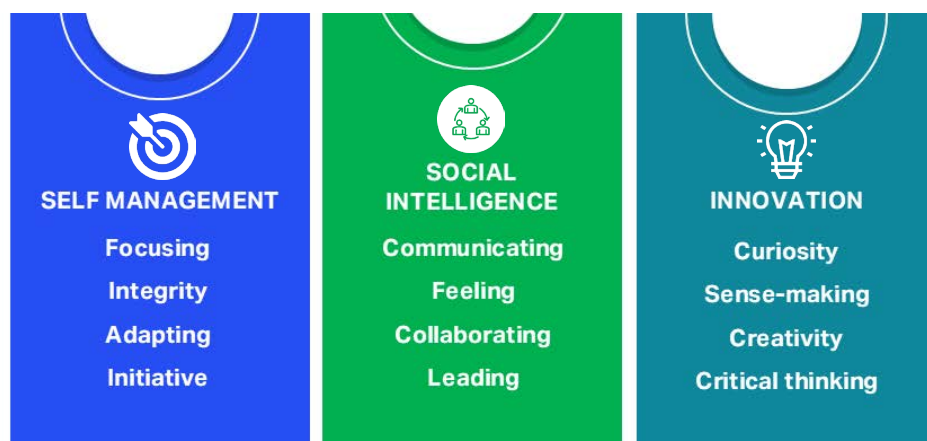 SELF MANAGEMENT
Focusing
Integrity
Adapting
Initiative
SOCIAL
INTELLIGENCE
Communicating
Feeling
Collaborating
Leading
INNOVATION
Curiosity
Sense-making
Creativity
Critical thinking